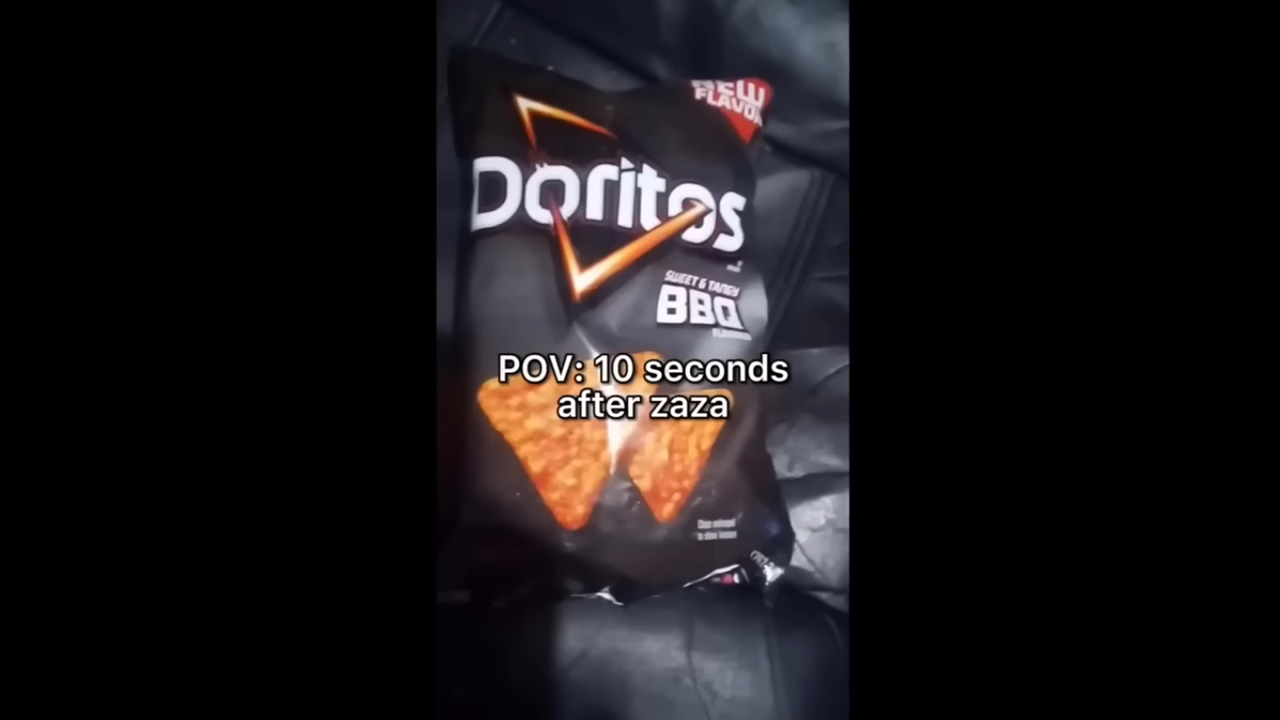 NEW
FLAVOR
Doritos
SWEET & TANGY
BBQ
POV: 10 seconds
after zaza